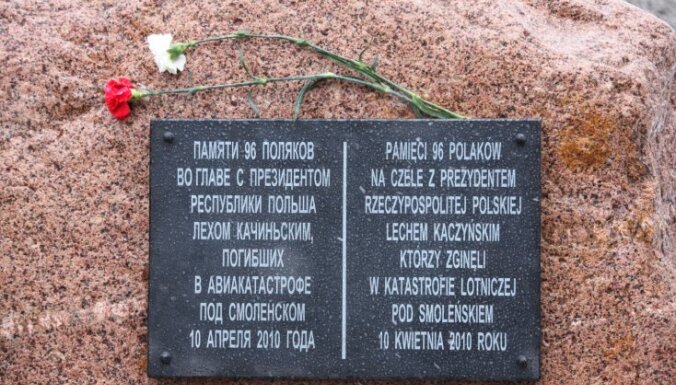 ПАМЯТИ 96 ПОЛЯКОВ
ВО ГЛАВЕ С ПРЕЗИДЕНТОМ
РЕСПУБЛИКИ ПОЛЬША
ЛЕХОМ КАЧИНЬСКИМ,
ПОГИБШИХ
В АВИАКАТАСТРОФЕ
ПОД СМОЛЕНСКОМ
10 АПРЕЛЯ 2010 ГОДА
PAMIĘCI 96 POLAKÓW
NA CZELE Z PREZYDENTEM
RZECZYPOSPOLITEJ POLSKIEJ
LECHEM KACZYŃSKIM
KTÓRZY ZGINĘLI
W KATASTROFIE LOTNICZEJ
POD SMOLEŃSKIEM
10 KWIETNIA 2010 ROKU